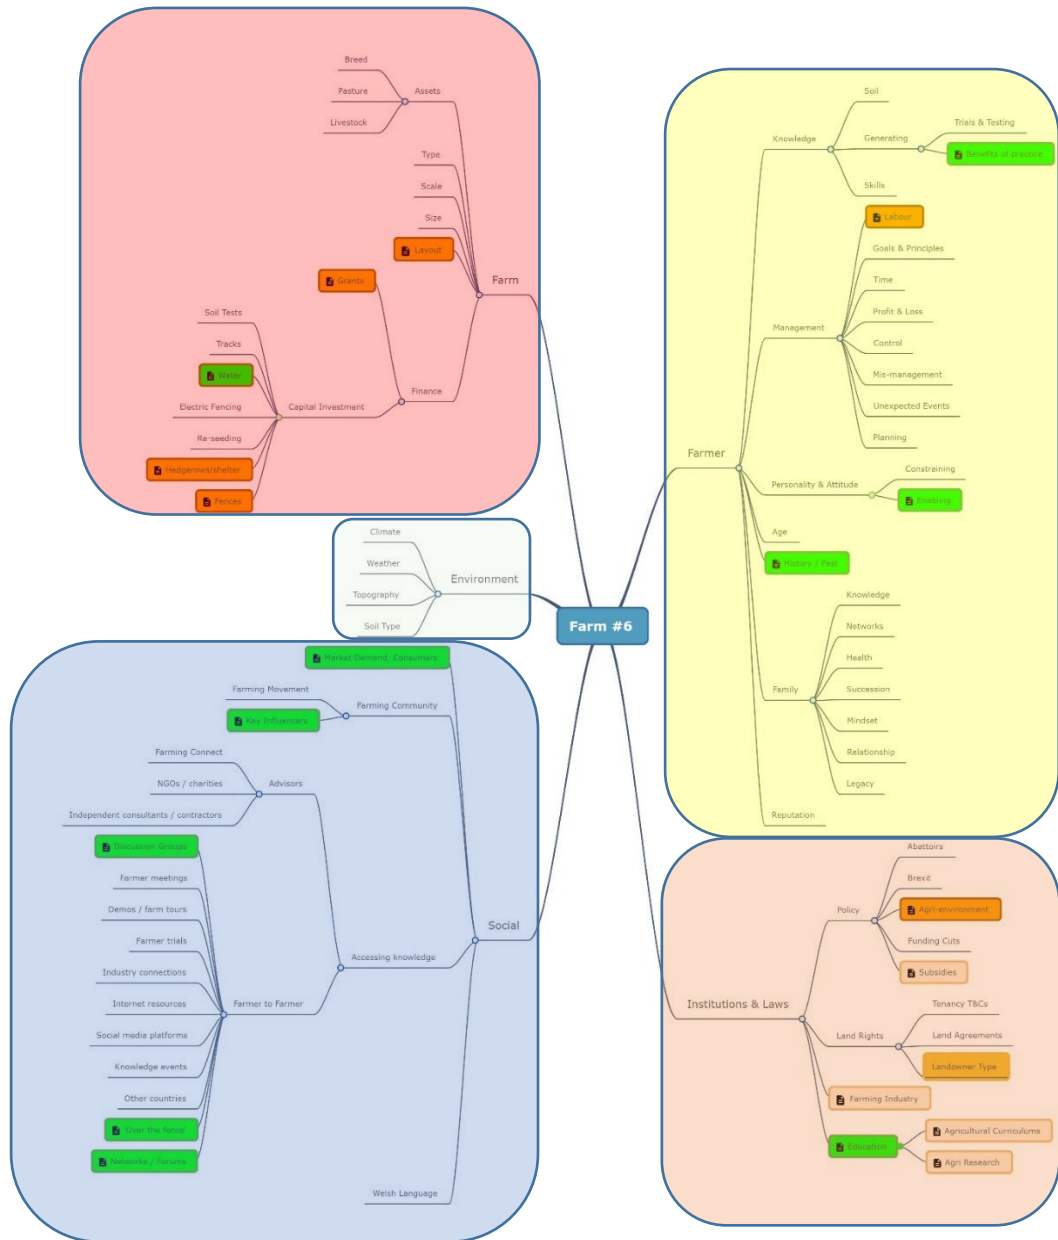 Breed
Pasture
Livestock
Assets
Type
Scale
Size
Layout
Grants
Farm
Soil Tests
Tracks
Water
Electric Fencing
Re-seeding
Hedgerows/shelter
Fences
Capital Investment
Finance
Climate
Weather
Topography
Soil Type
Environment
Farm #6
Market Demand, Consumers
Farming Movement
Key Influencers
Farming Community
Farming Connect
NGOs / charities
Independent consultants / contractors
Advisors
Discussion Groups
Farmer meetings
Demos / farm tours
Farmer trials
Industry connections
Internet resources
Social media platforms
Knowledge events
Other countries
'Over the fence'
Networks / Forums
Farmer to Farmer
Accessing knowledge
Social
Welsh Language
Soil
Knowledge
Generating
Trials & Testing
Benefits of practice
Skills
Labour
Goals & Principles
Time
Profit & Loss
Management
Control
Mis-management
Unexpected Events
Planning
Farmer
Personality & Attitude
Constraining
Enabling
Age
History / Past
Knowledge
Networks
Health
Succession
Family
Mindset
Relationship
Legacy
Reputation
Abattoirs
Brexit
Policy
Agri-environment
Funding Cuts
Subsidies
Institutions & Laws
Tenancy T&Cs
Land Rights
Land Agreements
Landowner Type
Farming Industry
Education
Agricultural Curriculums
Agri Research